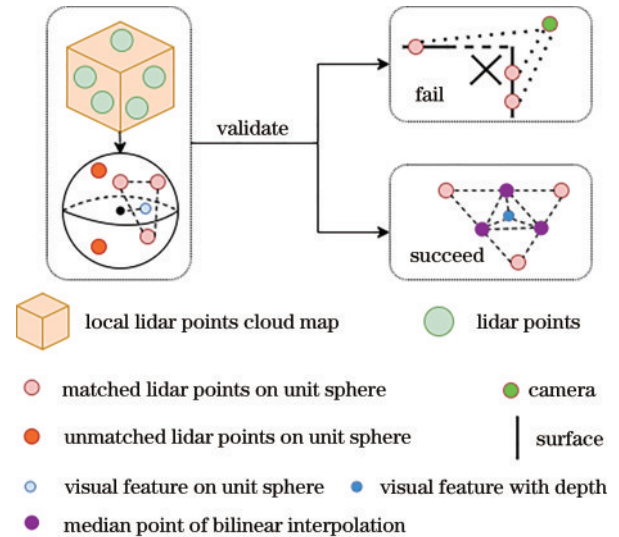 validate
fail
succeed
local lidar points cloud map
lidar points
matched lidar points on unit sphere
camera
unmatched lidar points on unit sphere
surface
visual feature on unit sphere
visual feature with depth
median point of bilinear interpolation